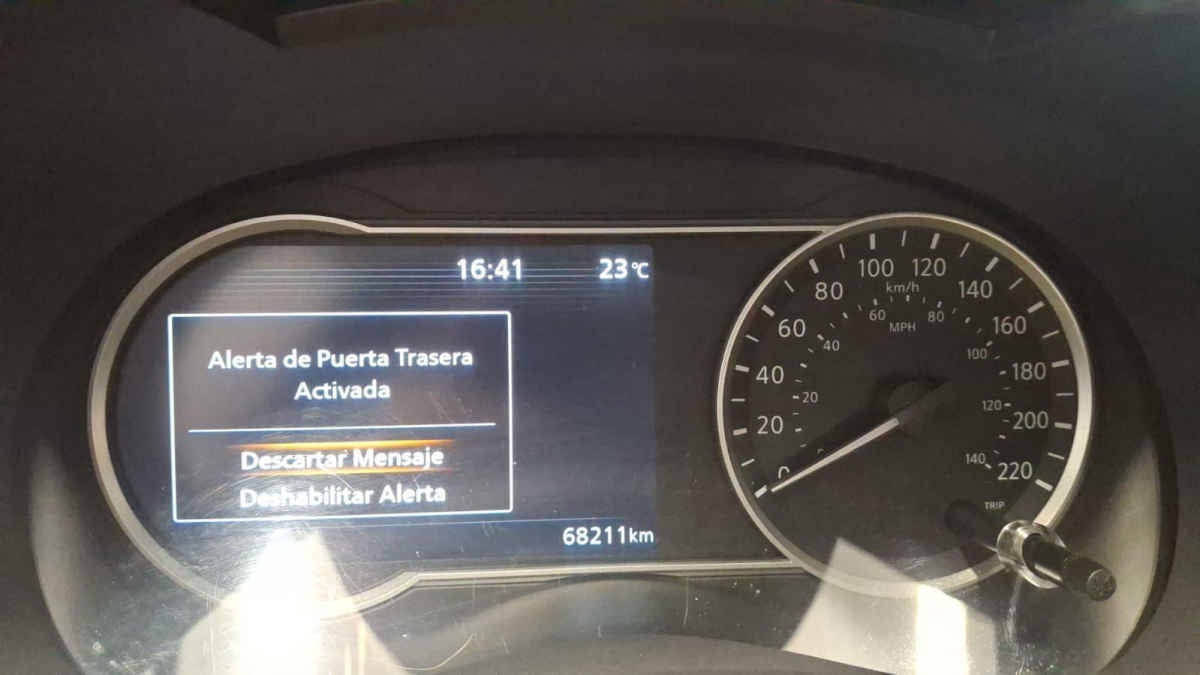 16:41 23°C
Alerta de Puerta Trasera
Activada
Descartar Mensaje
Deshabilitar Alerta
68211km
0
20
40
60
80
100
120
140
160
180
200
220
km/h
20
40
60
80
100
120
140
MPH
TRIP